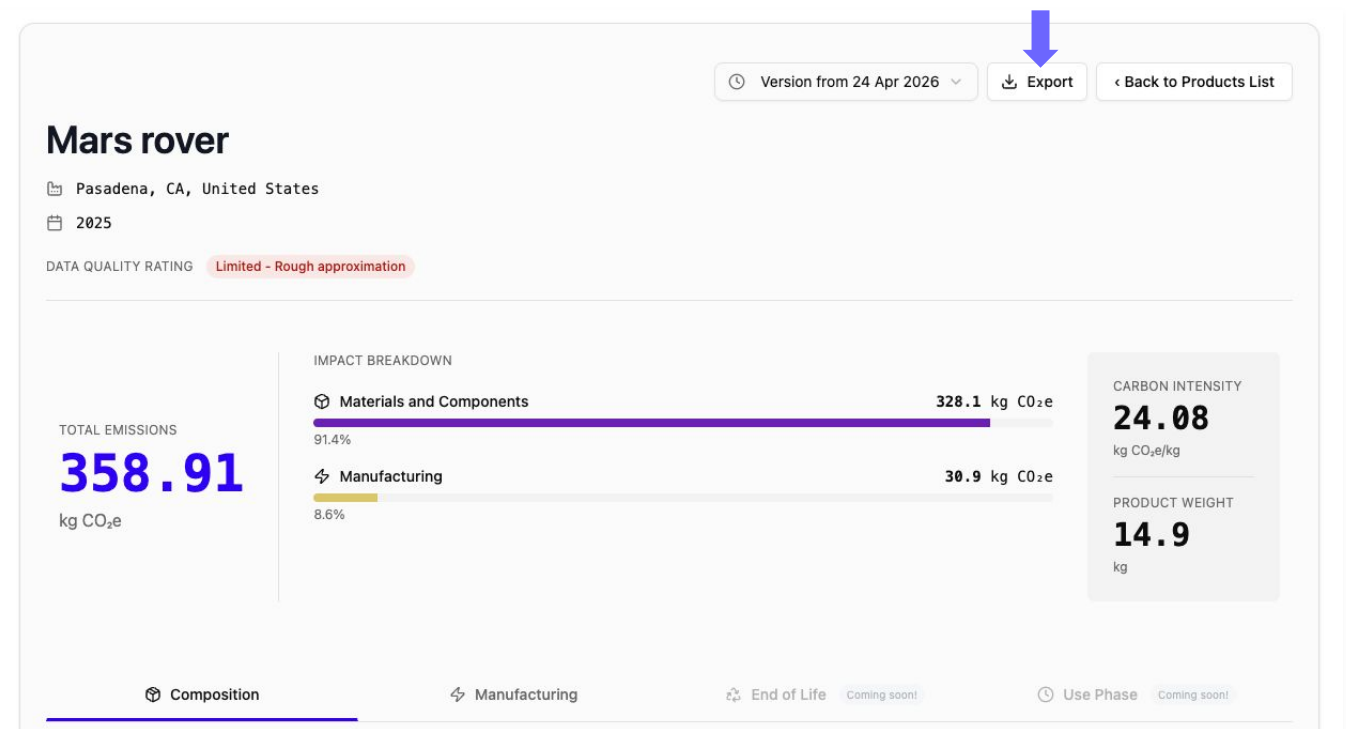 Version from 24 Apr 2026
Export
‹ Back to Products List
Mars rover
Pasadena, CA, United States
2025
DATA QUALITY RATING Limited - Rough approximation
IMPACT BREAKDOWN
Materials and Components 328.1 kg CO₂e
91.4%
Manufacturing 30.9 kg CO₂e
8.6%
TOTAL EMISSIONS
358.91
kg CO₂e
CARBON INTENSITY
24.08
kg CO₂e/kg
PRODUCT WEIGHT
14.9
kg
Composition
Manufacturing
End of Life Coming soon!
Use Phase Coming soon!